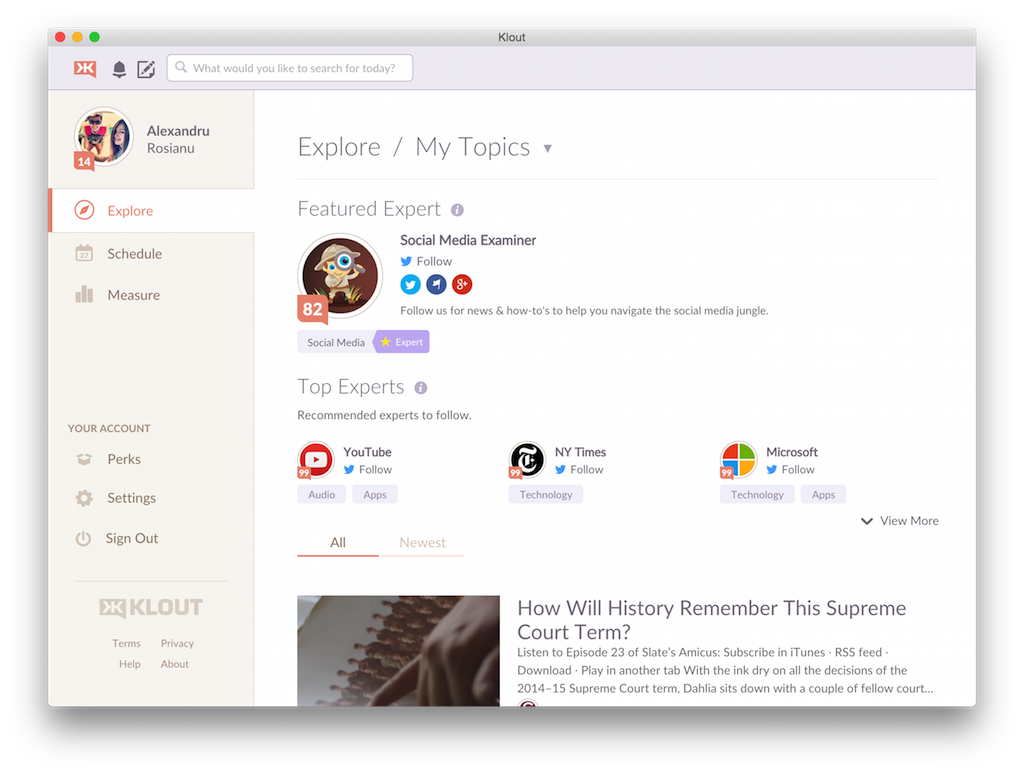 Klout
What would you like to search for today?
Alexandru
Rosianu
14
Explore
27
Schedule
Measure
YOUR ACCOUNT
Perks
Settings
Sign Out
KLOUT
Terms Privacy
Help About
Explore / My Topics
Featured Expert
Social Media Examiner
Follow
Follow us for news & how-to's to help you navigate the social media jungle.
82
Social Media Expert
Top Experts
Recommended experts to follow.
YouTube
Follow
99
Audio Apps
NY Times
Follow
99
Technology
Microsoft
Follow
99
Technology Apps
View More
All Newest
How Will History Remember This Supreme
Court Term?
Listen to Episode 23 of Slate's Amicus: Subscribe in iTunes · RSS feed ·
Download · Play in another tab With the ink dry on all the decisions of the
2014–15 Supreme Court term, Dahlia sits down with a couple of fellow court...